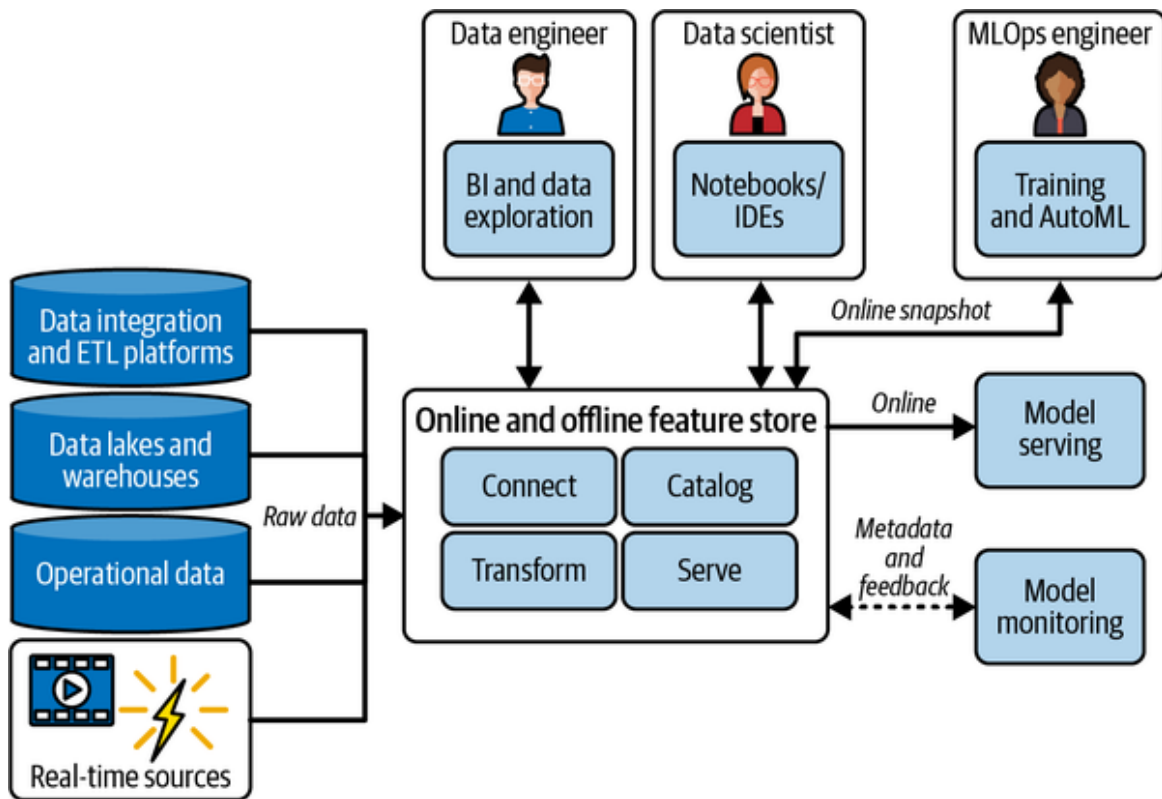 Data engineer
BI and data
exploration
Data scientist
Notebooks/
IDEs
MLOps engineer
Training
and AutoML
Data integration
and ETL platforms
Data lakes and
warehouses
Operational data
Real-time sources
Raw data
Online and offline feature store
Connect
Catalog
Transform
Serve
Online snapshot
Online
Model
serving
Metadata
and
feedback
Model
monitoring